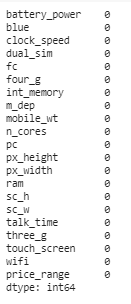 battery_power 0
blue 0
clock_speed 0
dual_sim 0
fc 0
four_g 0
int_memory 0
m_dep 0
mobile_wt 0
n_cores 0
pc 0
px_height 0
px_width 0
ram 0
sc_h 0
sc_w 0
talk_time 0
three_g 0
touch_screen 0
wifi 0
price_range 0
dtype: int64